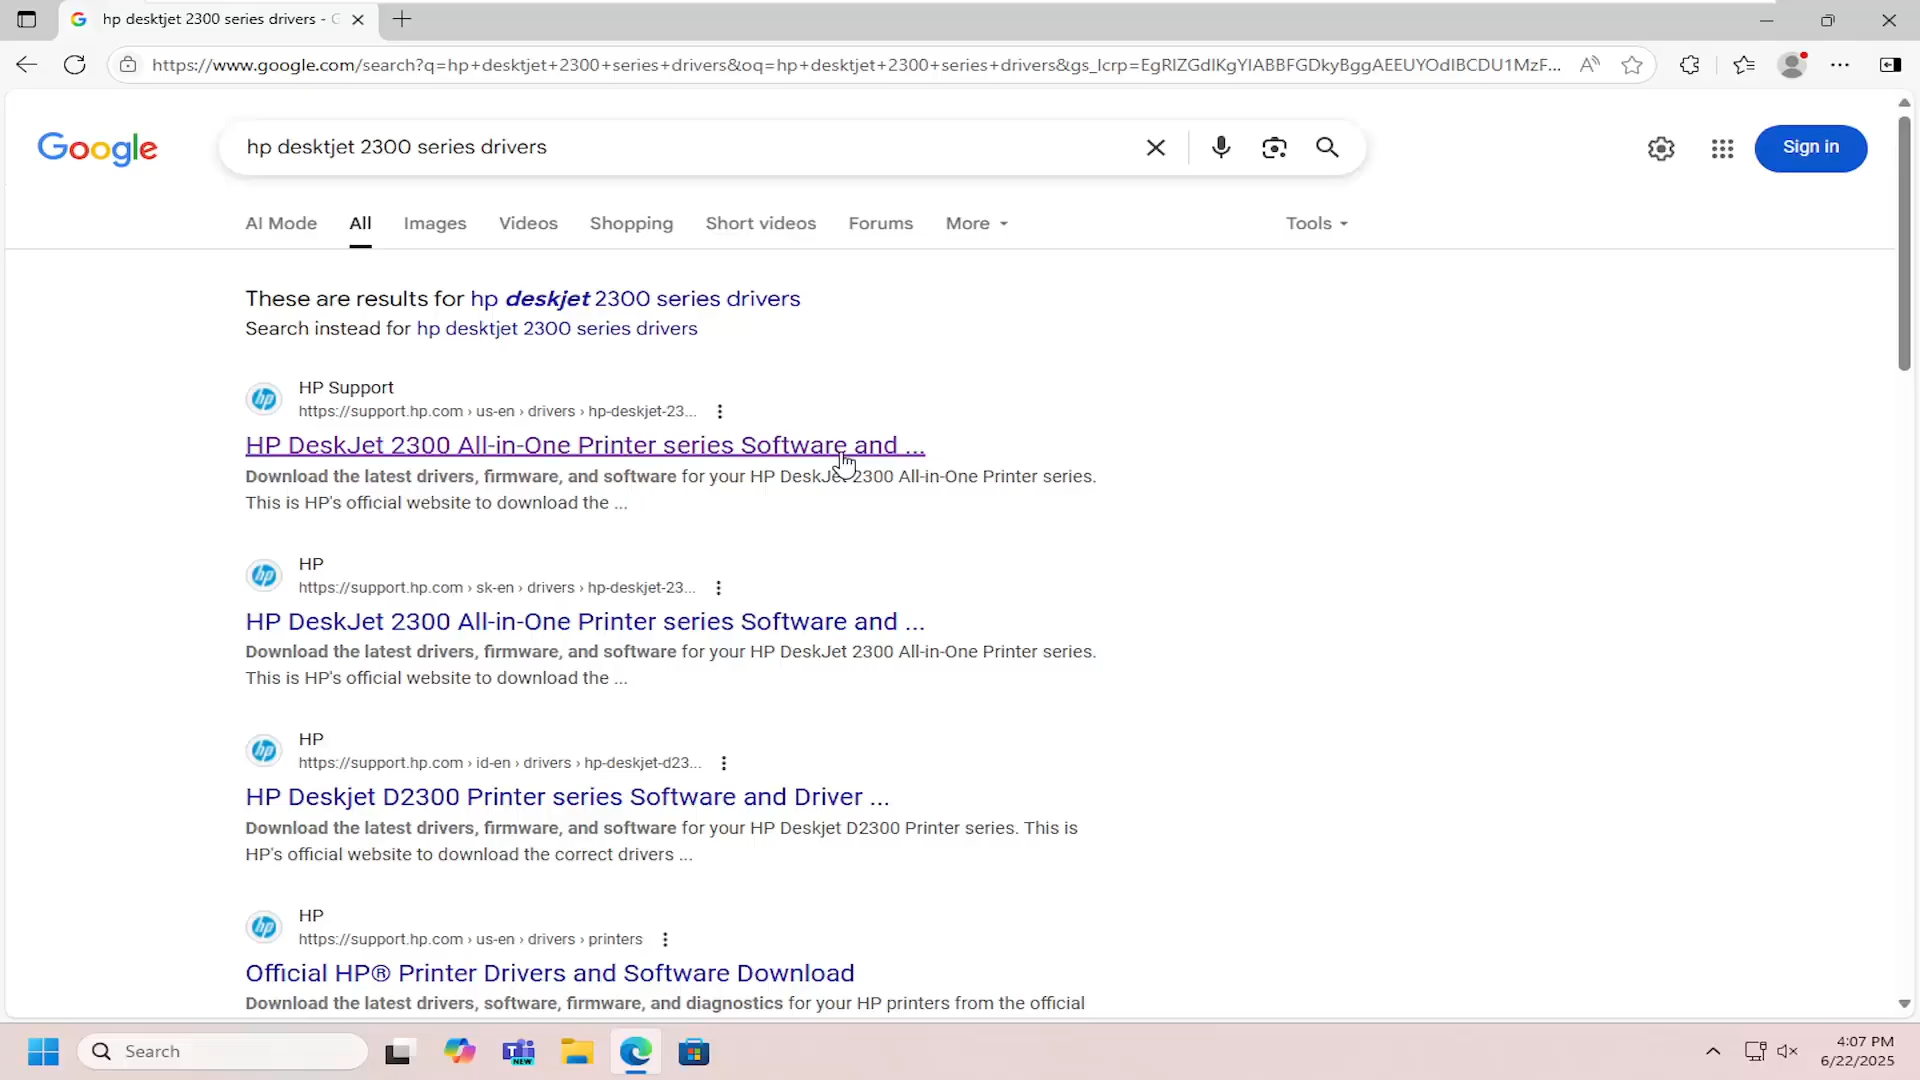 hp desktjet 2300 series drivers - G
https://www.google.com/search?q=hp+desktjet+2300+series+drivers&oq=hp+desktjet+2300+series+drivers&gs_lcrp=EgRlZGdlKgYIABBFGDkyBggAEEUYOdIBCDU1MzF...
Google
hp desktjet 2300 series drivers
Sign in
AI Mode All Images Videos Shopping Short videos Forums More Tools
These are results for hp deskjet 2300 series drivers
Search instead for hp desktjet 2300 series drivers
HP Support
https://support.hp.com › us-en › drivers › hp-deskjet-23...
HP DeskJet 2300 All-in-One Printer series Software and ...
Download the latest drivers, firmware, and software for your HP DeskJet 2300 All-in-One Printer series.
This is HP's official website to download the ...
HP
https://support.hp.com › sk-en › drivers › hp-deskjet-23...
HP DeskJet 2300 All-in-One Printer series Software and ...
Download the latest drivers, firmware, and software for your HP DeskJet 2300 All-in-One Printer series.
This is HP's official website to download the ...
HP
https://support.hp.com › id-en › drivers › hp-deskjet-d23...
HP Deskjet D2300 Printer series Software and Driver ...
Download the latest drivers, firmware, and software for your HP Deskjet D2300 Printer series. This is
HP's official website to download the correct drivers ...
HP
https://support.hp.com › us-en › drivers › printers
Official HP® Printer Drivers and Software Download
Download the latest drivers, software, firmware, and diagnostics for your HP printers from the official
Search
NEW
4:07 PM
6/22/2025